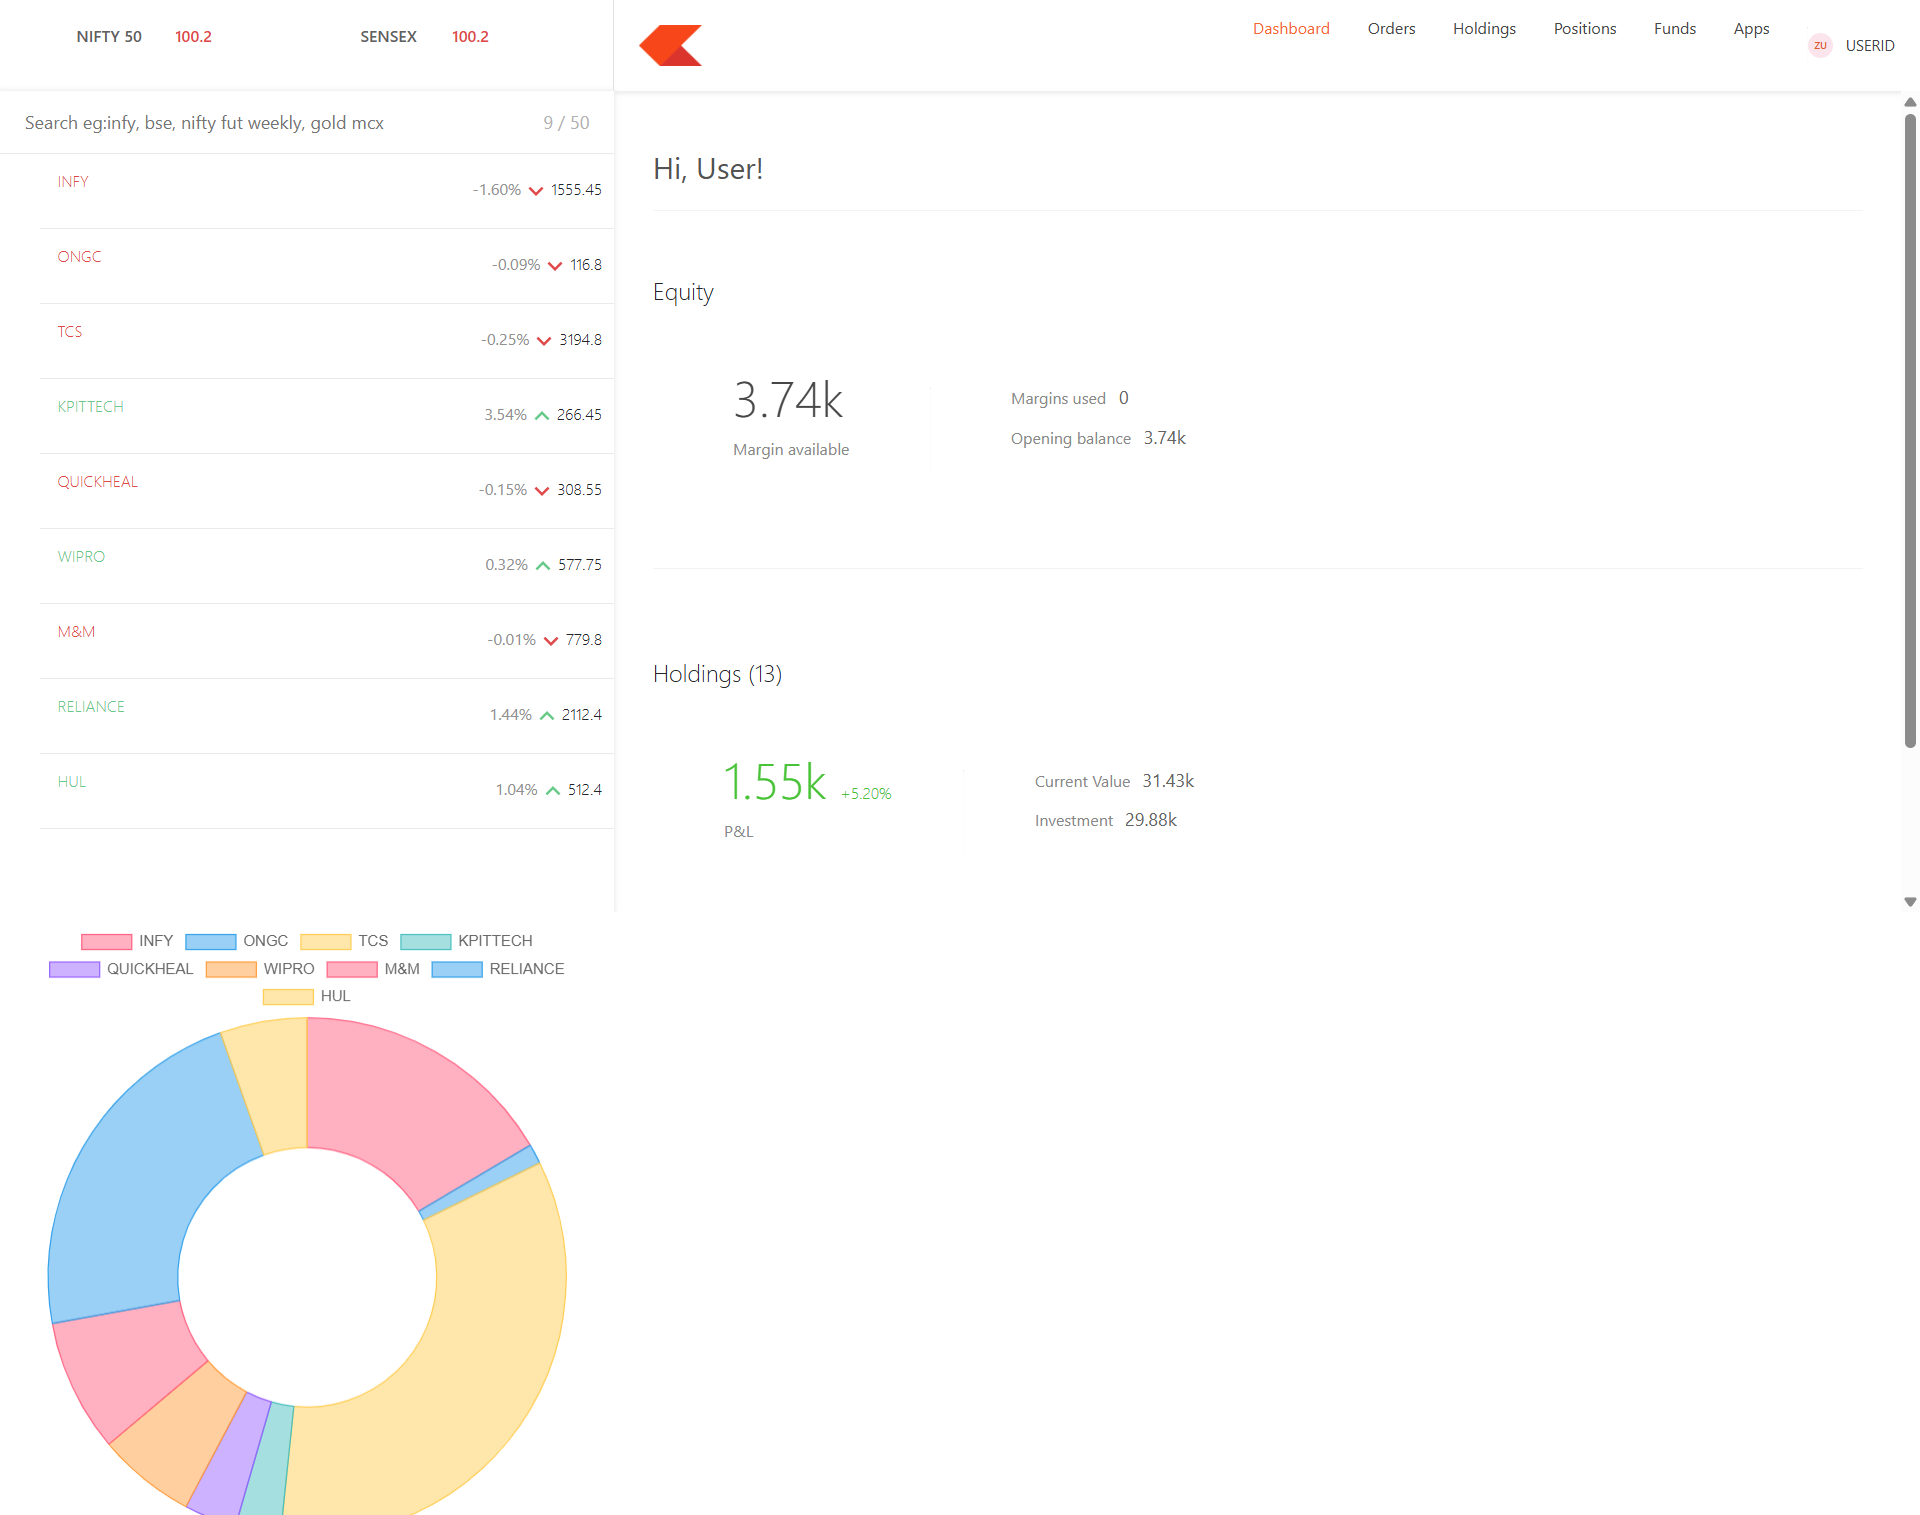 NIFTY 50 100.2 SENSEX 100.2
Dashboard Orders Holdings Positions Funds Apps ZU USERID
Search eg:infy, bse, nifty fut weekly, gold mcx 9 / 50
INFY -1.60% 1555.45
ONGC -0.09% 116.8
TCS -0.25% 3194.8
KPITTECH 3.54% 266.45
QUICKHEAL -0.15% 308.55
WIPRO 0.32% 577.75
M&M -0.01% 779.8
RELIANCE 1.44% 2112.4
HUL 1.04% 512.4
INFY ONGC TCS KPITTECH
QUICKHEAL WIPRO M&M RELIANCE
HUL
Hi, User!
Equity
3.74k
Margin available
Margins used 0
Opening balance 3.74k
Holdings (13)
1.55k +5.20%
P&L
Current Value 31.43k
Investment 29.88k